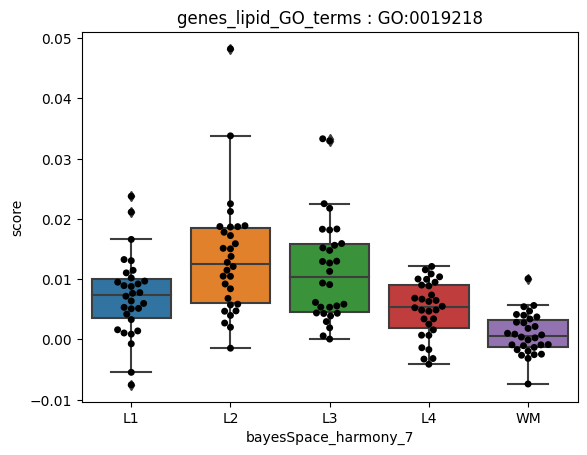 genes_lipid_GO_terms : GO:0019218
0.05
0.04
0.03
0.02
0.01
0.00
−0.01
score
L1 L2 L3 L4 WM
bayesSpace_harmony_7